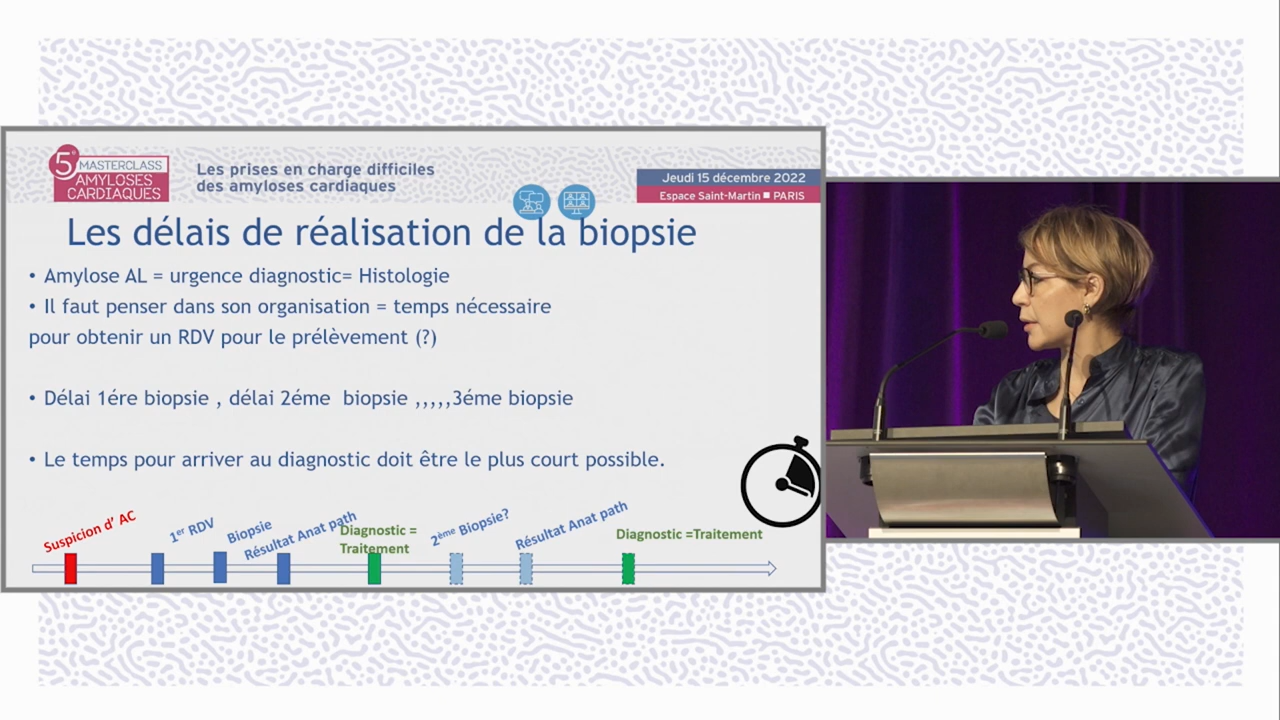 5e MASTERCLASS
AMYLOSES
CARDIAQUES
Les prises en charge difficiles
des amyloses cardiaques
Jeudi 15 décembre 2022
Espace Saint-Martin ■ PARIS
Les délais de réalisation de la biopsie
• Amylose AL = urgence diagnostic= Histologie
• Il faut penser dans son organisation = temps nécessaire
pour obtenir un RDV pour le prélèvement (?)
• Délai 1ére biopsie , délai 2éme biopsie ,,,,,3éme biopsie
• Le temps pour arriver au diagnostic doit être le plus court possible.
Suspicion d' AC
1er RDV
Biopsie
Résultat Anat path
Diagnostic =
Traitement
2ème Biopsie?
Résultat Anat path
Diagnostic =Traitement